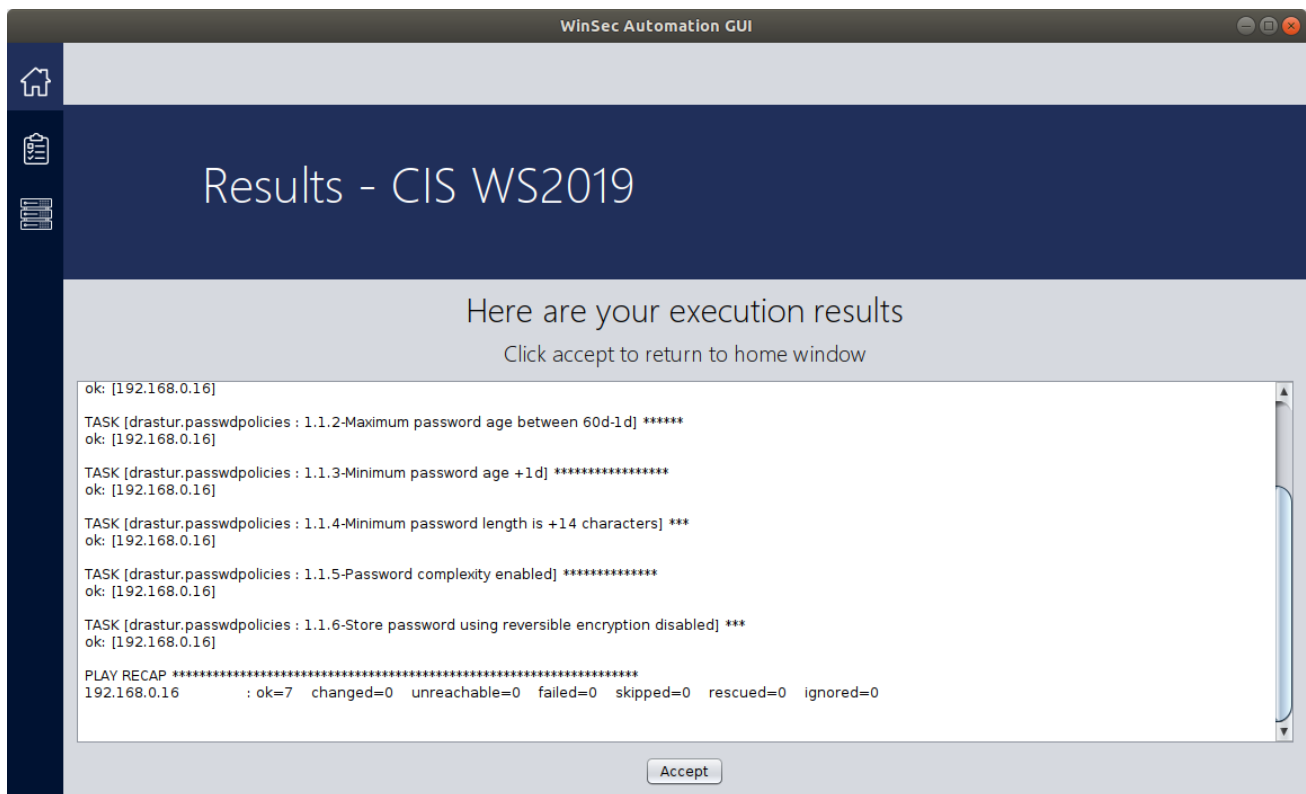 WinSec Automation GUI
Results - CIS WS2019
Here are your execution results
Click accept to return to home window
ok: [192.168.0.16]
TASK [drastur.passwdpolicies : 1.1.2-Maximum password age between 60d-1d] ******
ok: [192.168.0.16]
TASK [drastur.passwdpolicies : 1.1.3-Minimum password age +1d] *****************
ok: [192.168.0.16]
TASK [drastur.passwdpolicies : 1.1.4-Minimum password length is +14 characters] ***
ok: [192.168.0.16]
TASK [drastur.passwdpolicies : 1.1.5-Password complexity enabled] **************
ok: [192.168.0.16]
TASK [drastur.passwdpolicies : 1.1.6-Store password using reversible encryption disabled] ***
ok: [192.168.0.16]
PLAY RECAP *********************************************************************
192.168.0.16 : ok=7 changed=0 unreachable=0 failed=0 skipped=0 rescued=0 ignored=0
Accept